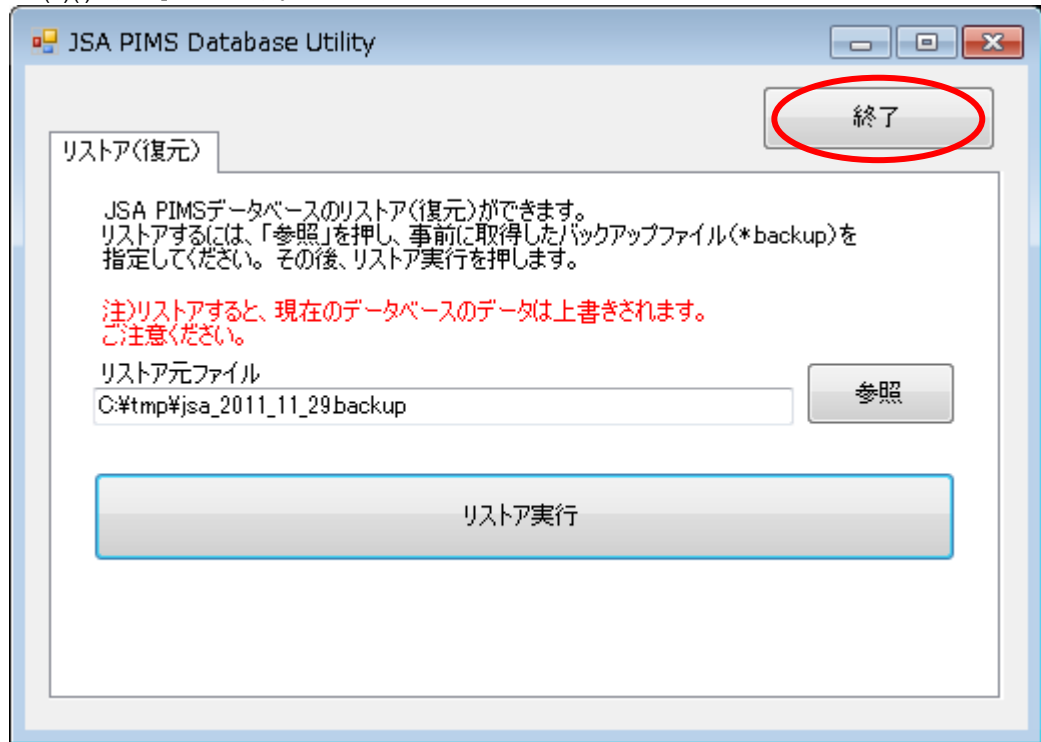 JSA PIMS Database Utility
終了
リストア(復元)
JSA PIMSデータベースのリストア(復元)ができます。
リストアするには、「参照」を押し、事前に取得したバックアップファイル(*.backup)を
指定してください。その後、リストア実行を押します。
注)リストアすると、現在のデータベースのデータは上書きされます。
ご注意ください。
リストア元ファイル
C:¥tmp¥jsa_2011_11_29.backup
参照
リストア実行